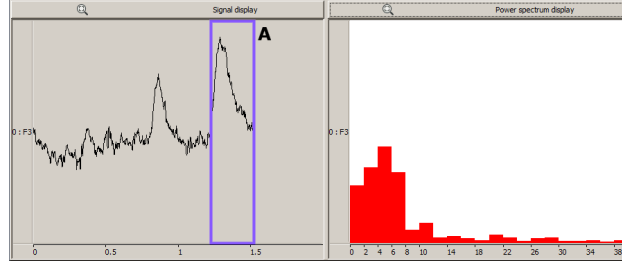 Signal display
Power spectrum display
A
0 : F3
0 : F3
0 0.5 1 1.5
0 2 4 6 8 10 14 18 22 26 30 34 38